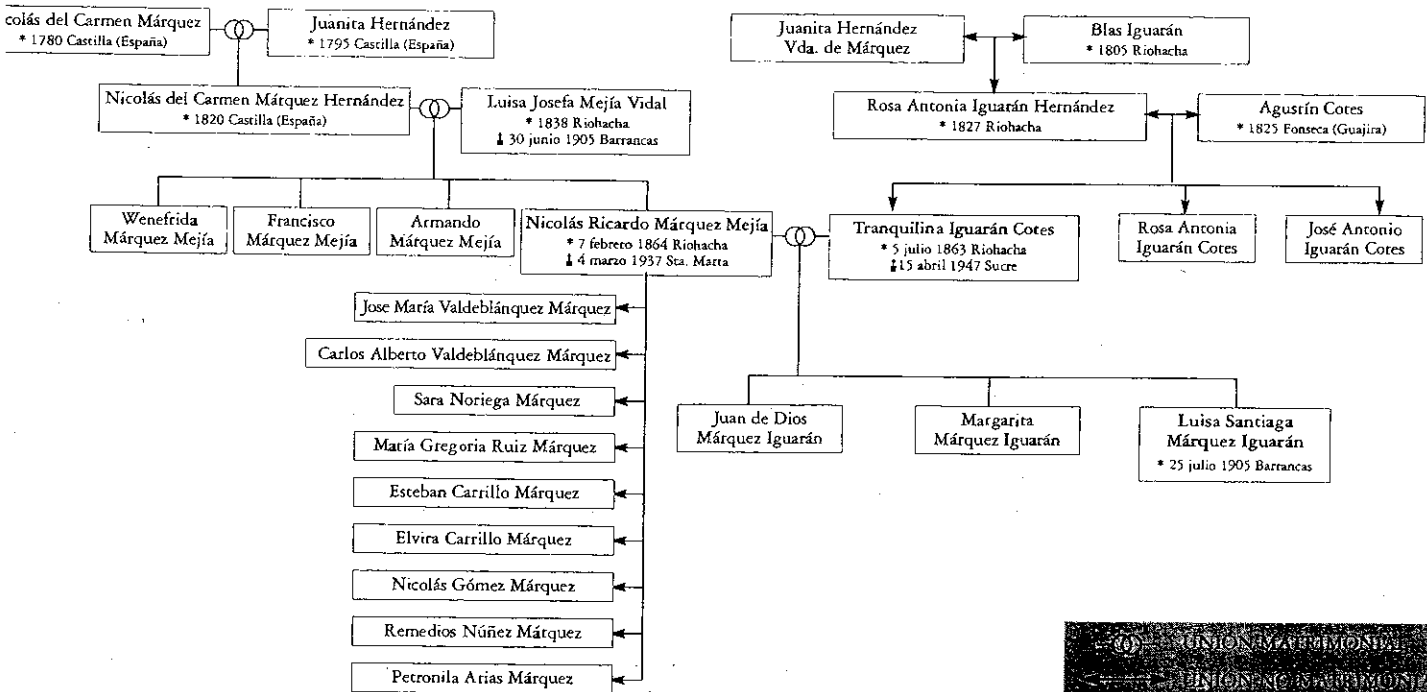 colás del Carmen Márquez
* 1780 Castilla (España)
Juanita Hernández
* 1795 Castilla (España)
Juanita Hernández
Vda. de Márquez
Blas Iguarán
* 1805 Riohacha
Nicolás del Carmen Márquez Hernández
* 1820 Castilla (España)
Luisa Josefa Mejía Vidal
* 1838 Riohacha
30 junio 1905 Barrancas
Rosa Antonia Iguarán Hernández
* 1827 Riohacha
Agustín Cotes
* 1825 Fonseca (Guajira)
Wenefrida
Márquez Mejía
Francisco
Márquez Mejía
Armando
Márquez Mejía
Nicolás Ricardo Márquez Mejía
* 7 febrero 1864 Riohacha
4 marzo 1937 Sta. Marta
Tranquilina Iguarán Cotes
* 5 julio 1863 Riohacha
15 abril 1947 Sucre
Rosa Antonia
Iguarán Cotes
José Antonio
Iguarán Cotes
Jose María Valdeblánquez Márquez
Carlos Alberto Valdeblánquez Márquez
Sara Noriega Márquez
María Gregoria Ruiz Márquez
Esteban Carrillo Márquez
Elvira Carrillo Márquez
Nicolás Gómez Márquez
Remedios Núñez Márquez
Petronila Arias Márquez
Juan de Dios
Márquez Iguarán
Margarita
Márquez Iguarán
Luisa Santiaga
Márquez Iguarán
* 25 julio 1905 Barrancas
UNION MATRIMONIAL
UNION NO MATRIMONI